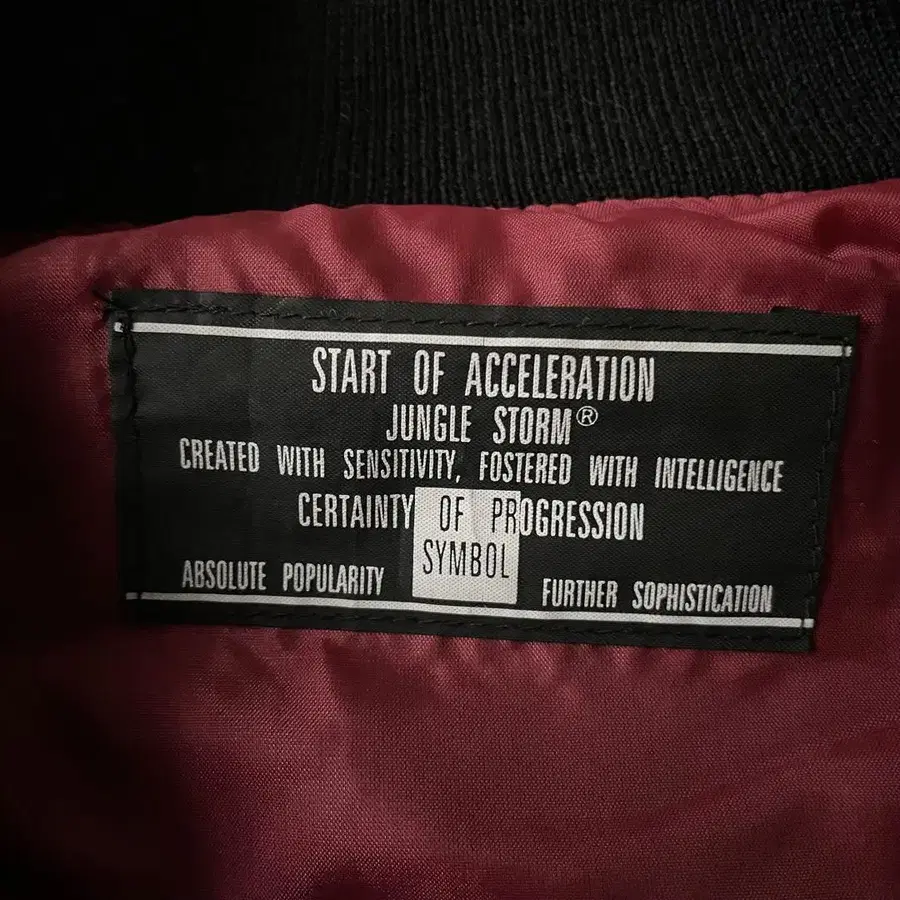 START OF ACCELERATION
JUNGLE STORM®
CREATED WITH SENSITIVITY, FOSTERED WITH INTELLIGENCE
CERTAINTY OF PROGRESSION
SYMBOL
ABSOLUTE POPULARITY FURTHER SOPHISTICATION